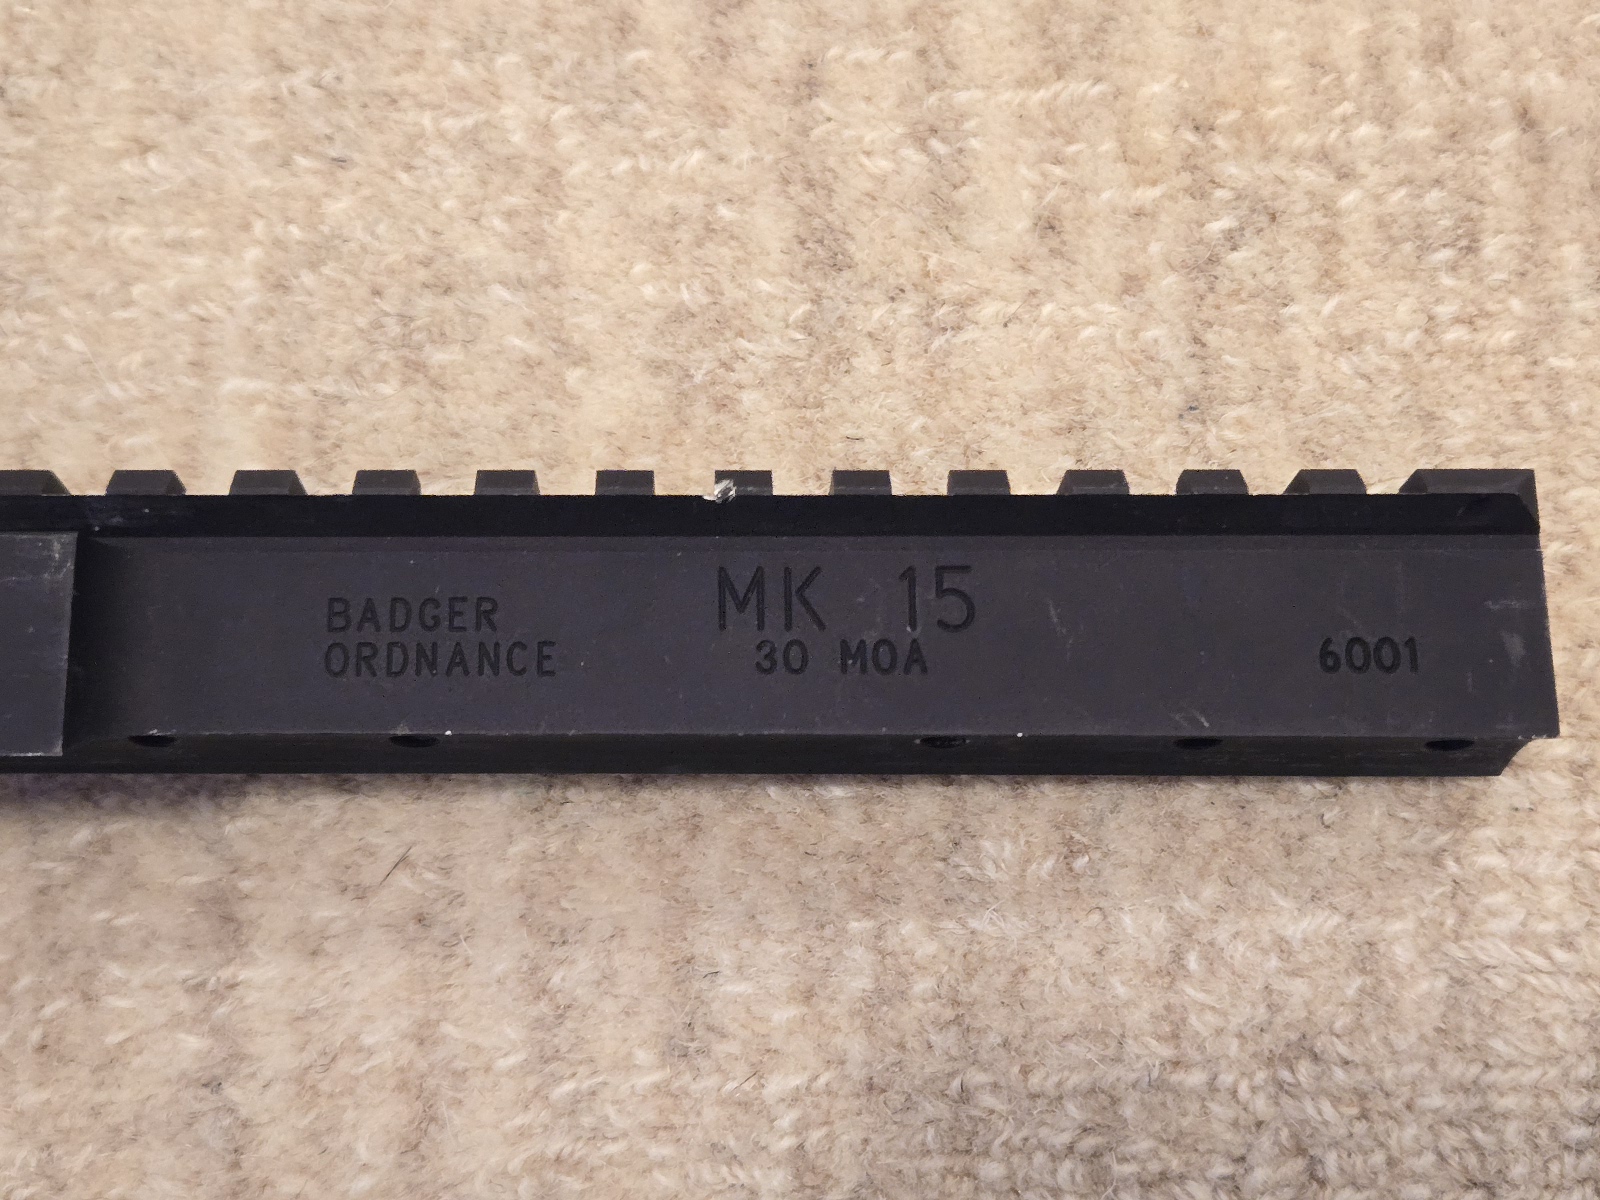 BADGER
ORDNANCE
MK 15
30 MOA
6001